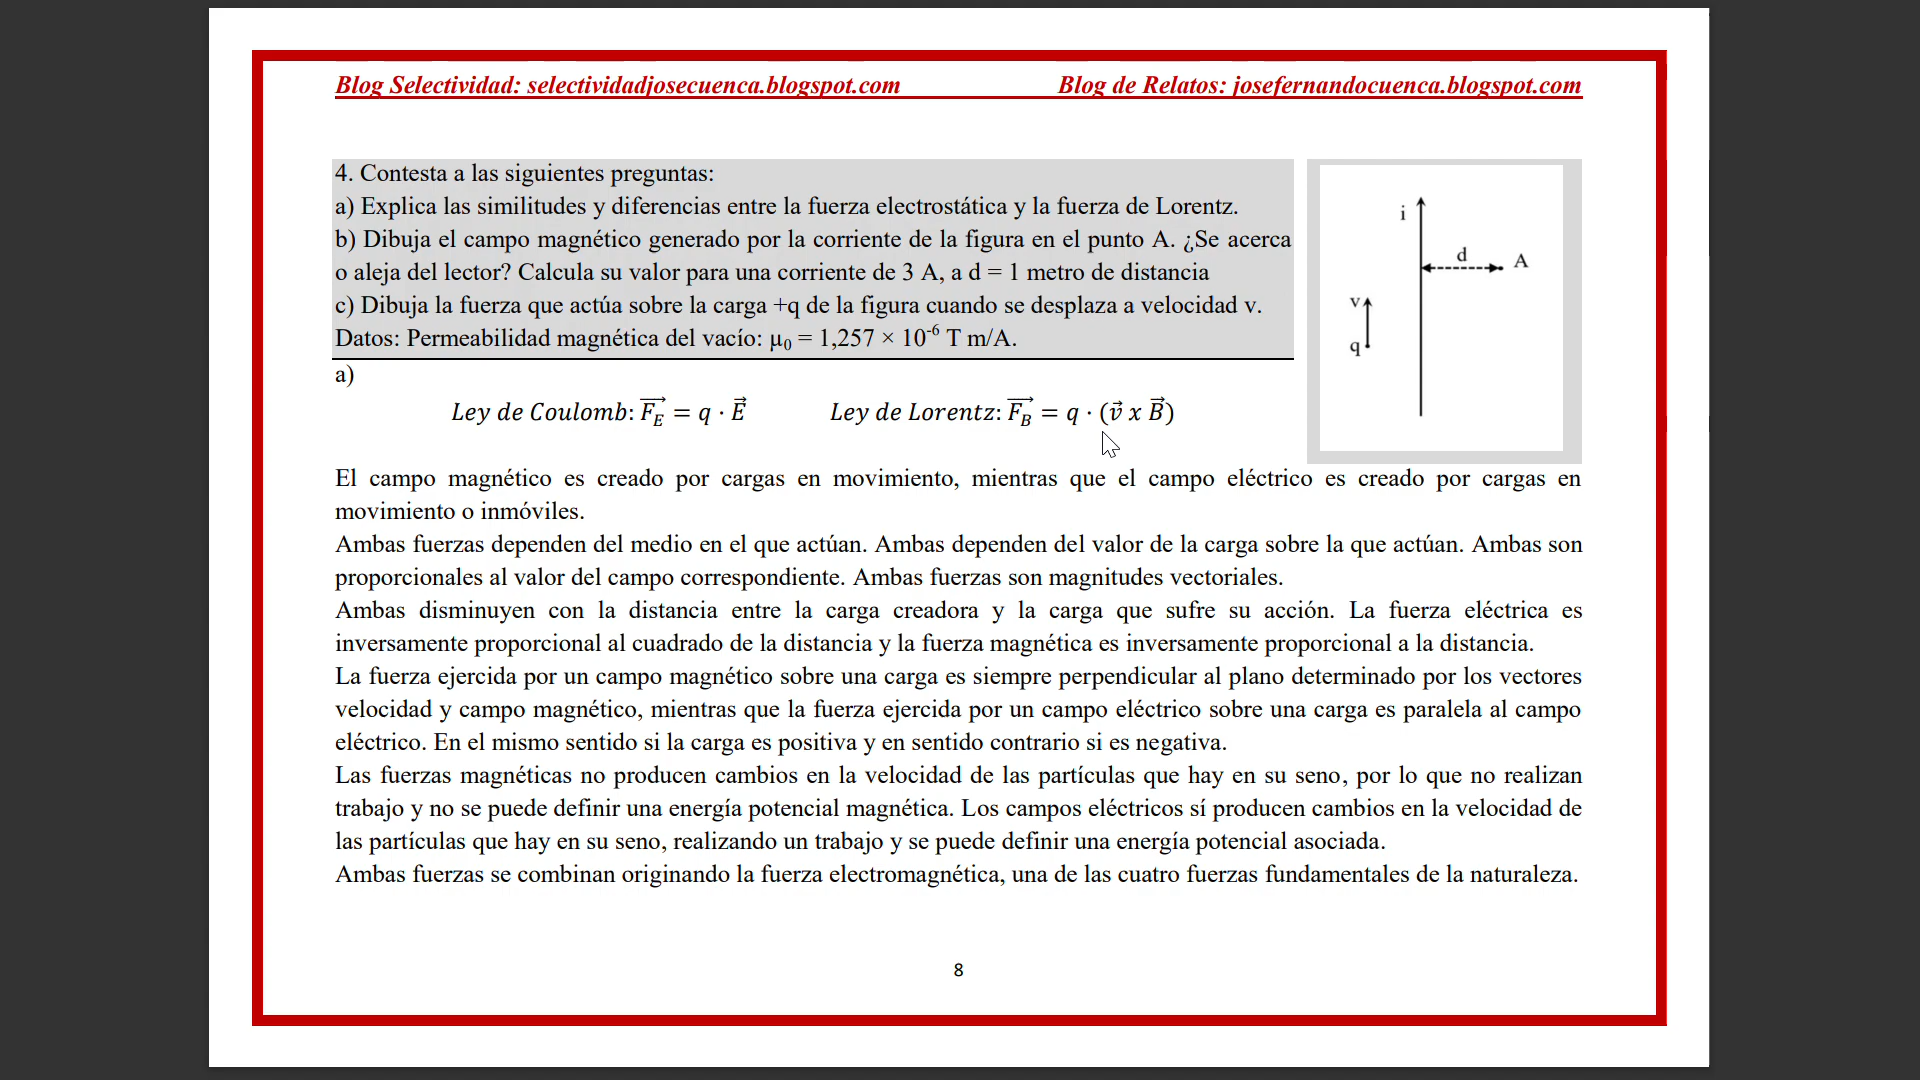 Blog Selectividad: selectividadjosecuenca.blogspot.com Blog de Relatos: josefernandocuenca.blogspot.com
4. Contesta a las siguientes preguntas:
a) Explica las similitudes y diferencias entre la fuerza electrostática y la fuerza de Lorentz.
b) Dibuja el campo magnético generado por la corriente de la figura en el punto A. ¿Se acerca
o aleja del lector? Calcula su valor para una corriente de 3 A, a d = 1 metro de distancia
c) Dibuja la fuerza que actúa sobre la carga +q de la figura cuando se desplaza a velocidad v.
Datos: Permeabilidad magnética del vacío: μ₀ = 1,257 × 10⁻⁶ T m/A.
i
d
A
v
q
a)
Ley de Coulomb: F⃗_E = q · E⃗ Ley de Lorentz: F⃗_B = q · (v⃗ x B⃗)
El campo magnético es creado por cargas en movimiento, mientras que el campo eléctrico es creado por cargas en
movimiento o inmóviles.
Ambas fuerzas dependen del medio en el que actúan. Ambas dependen del valor de la carga sobre la que actúan. Ambas son
proporcionales al valor del campo correspondiente. Ambas fuerzas son magnitudes vectoriales.
Ambas disminuyen con la distancia entre la carga creadora y la carga que sufre su acción. La fuerza eléctrica es
inversamente proporcional al cuadrado de la distancia y la fuerza magnética es inversamente proporcional a la distancia.
La fuerza ejercida por un campo magnético sobre una carga es siempre perpendicular al plano determinado por los vectores
velocidad y campo magnético, mientras que la fuerza ejercida por un campo eléctrico sobre una carga es paralela al campo
eléctrico. En el mismo sentido si la carga es positiva y en sentido contrario si es negativa.
Las fuerzas magnéticas no producen cambios en la velocidad de las partículas que hay en su seno, por lo que no realizan
trabajo y no se puede definir una energía potencial magnética. Los campos eléctricos sí producen cambios en la velocidad de
las partículas que hay en su seno, realizando un trabajo y se puede definir una energía potencial asociada.
Ambas fuerzas se combinan originando la fuerza electromagnética, una de las cuatro fuerzas fundamentales de la naturaleza.
8